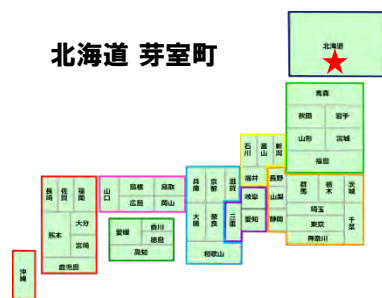 北海道 芽室町
北海道
青森
秋田 岩手
山形 宮城
福島
石川 富山 新潟
福井 長野
岐阜 山梨
愛知 静岡
群馬 栃木 茨城
埼玉
東京 千葉
神奈川
兵庫 京都 滋賀
大阪 奈良 三重
和歌山
山口 島根 鳥取
広島 岡山
愛媛 香川
徳島
高知
長崎 佐賀 福岡
熊本 大分
宮崎
鹿児島
沖縄